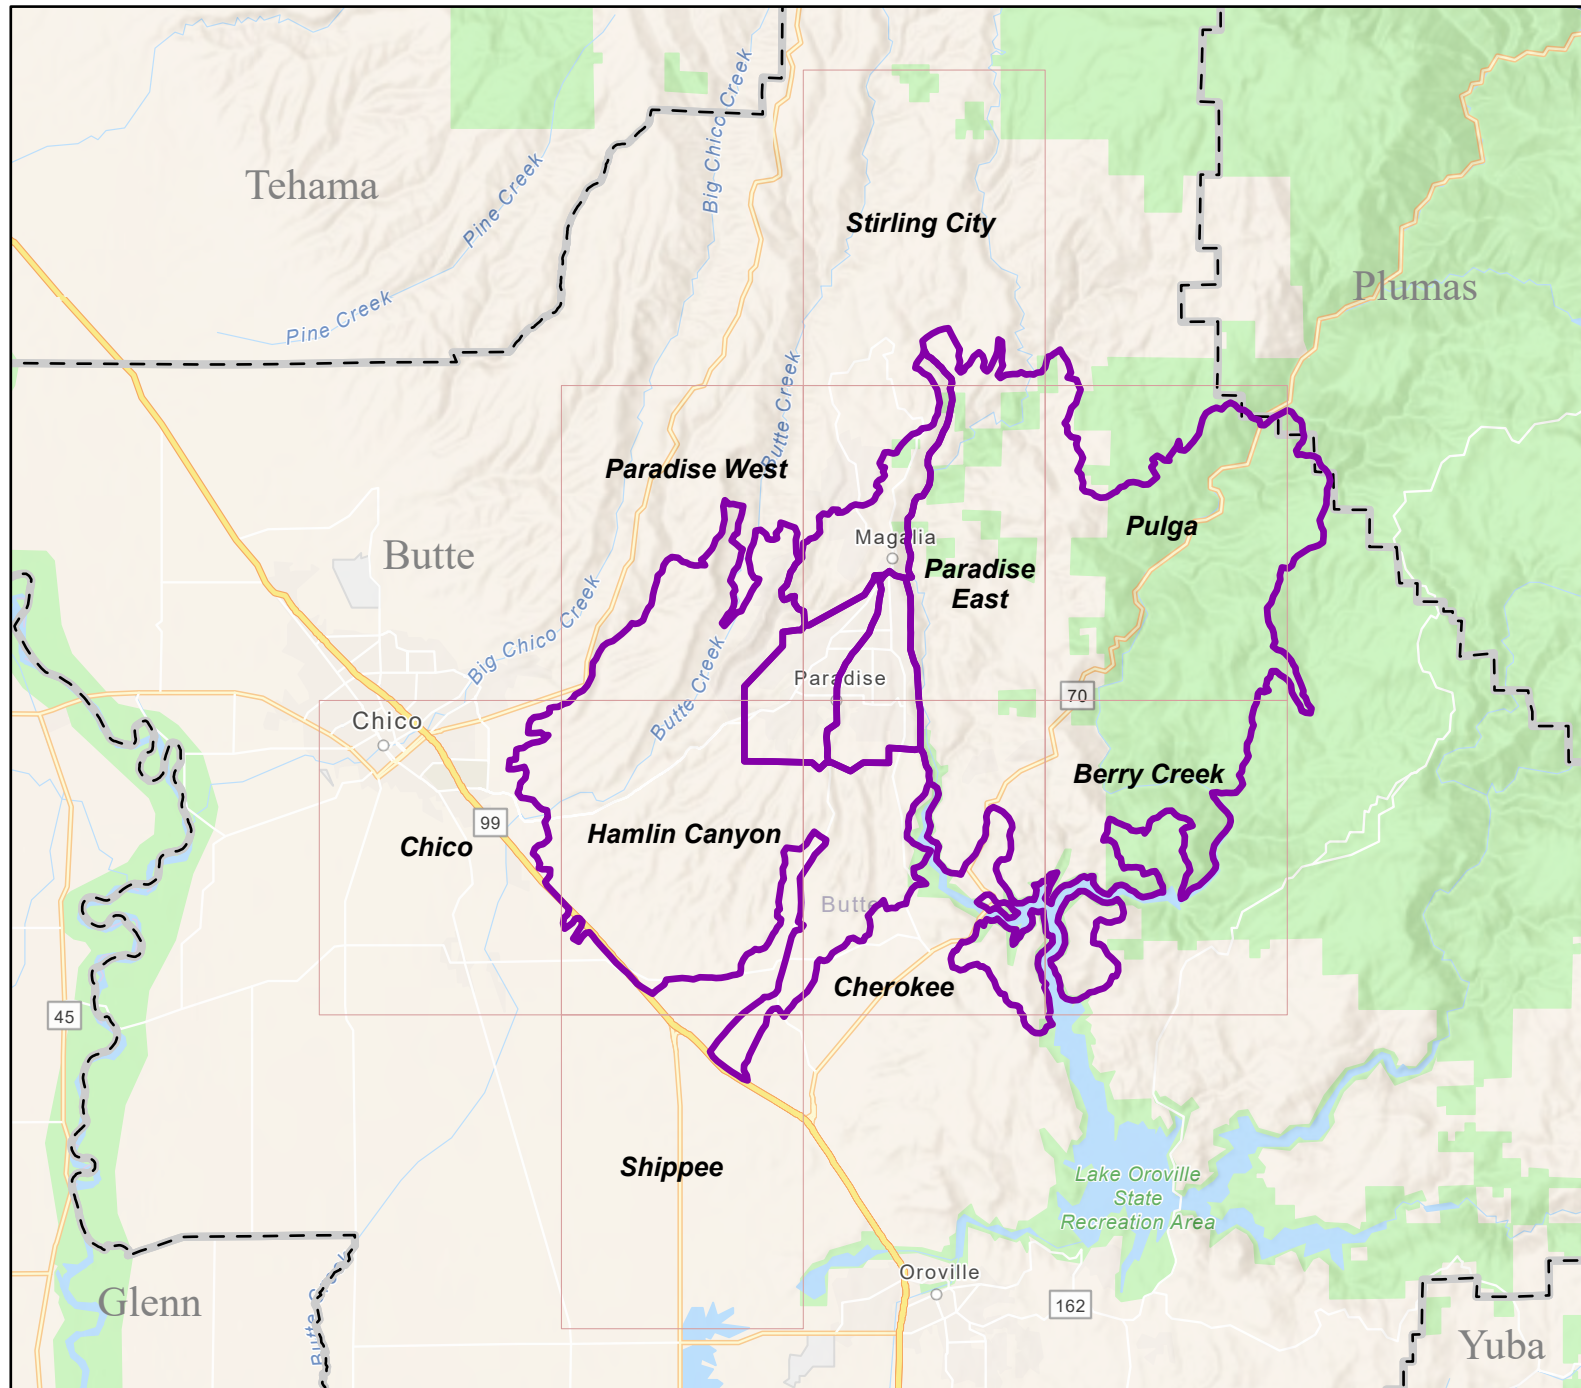 Big Chico Creek
Tehama
Pine Creek
Stirling City
Plumas
Pine Creek
Butte Creek
Paradise West
Pulga
Butte
Magalia
Paradise
East
Big Chico Creek
Paradise
Butte Creek
70
Chico
Berry Creek
99
Hamlin Canyon
Chico
Butte
Cherokee
45
Shippee
Lake Oroville
State
Recreation Area
Oroville
Glenn
162
Butte Creek
Yuba